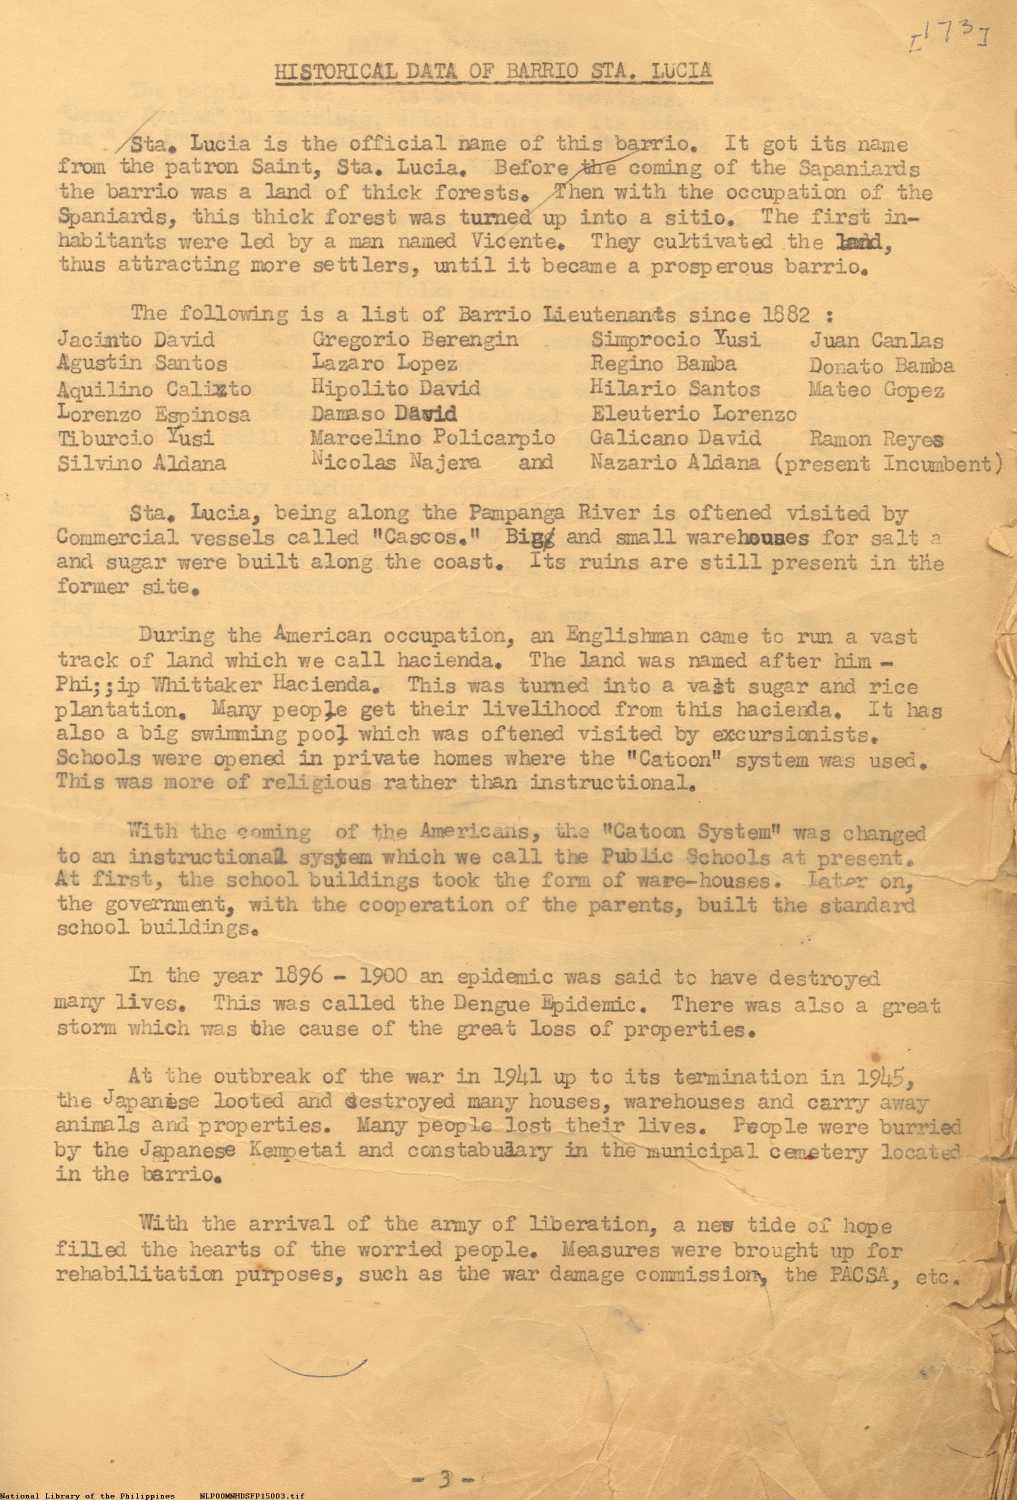 [173]
HISTORICAL DATA OF BARRIO STA. LUCIA
Sta. Lucia is the official name of this barrio. It got its name
from the patron Saint, Sta. Lucia. Before the coming of the Sapaniards
the barrio was a land of thick forests. Then with the occupation of the
Spaniards, this thick forest was turned up into a sitio. The first in-
habitants were led by a man named Vicente. They cultivated the land,
thus attracting more settlers, until it became a prosperous barrio.
The following is a list of Barrio Lieutenants since 1882 :
Jacinto David Gregorio Berengin Simprocio Yusi Juan Canlas
Agustin Santos Lazaro Lopez Regino Bamba Donato Bamba
Aquilino Calixto Hipolito David Hilario Santos Mateo Gopez
Lorenzo Espinosa Damaso David Eleuterio Lorenzo
Tiburcio Yusi Marcelino Policarpio Galicano David Ramon Reyes
Silvino Aldana Nicolas Najera and Nazario Aldana (present Incumbent)
Sta. Lucia, being along the Pampanga River is oftened visited by
Commercial vessels called "Cascos." Big and small warehouses for salt a
and sugar were built along the coast. Its ruins are still present in the
former site.
During the American occupation, an Englishman came to run a vast
track of land which we call hacienda. The land was named after him -
Phi;;ip Whittaker Hacienda. This was turned into a vast sugar and rice
plantation. Many people get their livelihood from this hacienda. It has
also a big swimming pool which was oftened visited by excursionists.
Schools were opened in private homes where the "Catoon" system was used.
This was more of religious rather than instructional.
With the coming of the Americans, the "Catoon System" was changed
to an instructional system which we call the Public Schools at present.
At first, the school buildings took the form of ware-houses. Later on,
the government, with the cooperation of the parents, built the standard
school buildings.
In the year 1896 - 1900 an epidemic was said to have destroyed
many lives. This was called the Dengue Epidemic. There was also a great
storm which was the cause of the great loss of properties.
At the outbreak of the war in 1941 up to its termination in 1945,
the Japanese looted and destroyed many houses, warehouses and carry away
animals and properties. Many people lost their lives. People were burried
by the Japanese Kempetai and constabulary in the municipal cemetery located
in the barrio.
With the arrival of the army of liberation, a new tide of hope
filled the hearts of the worried people. Measures were brought up for
rehabilitation purposes, such as the war damage commission, the PACSA, etc.
- 3 -
National Library of the Philippines NLP00MNHDSFP15003.tif